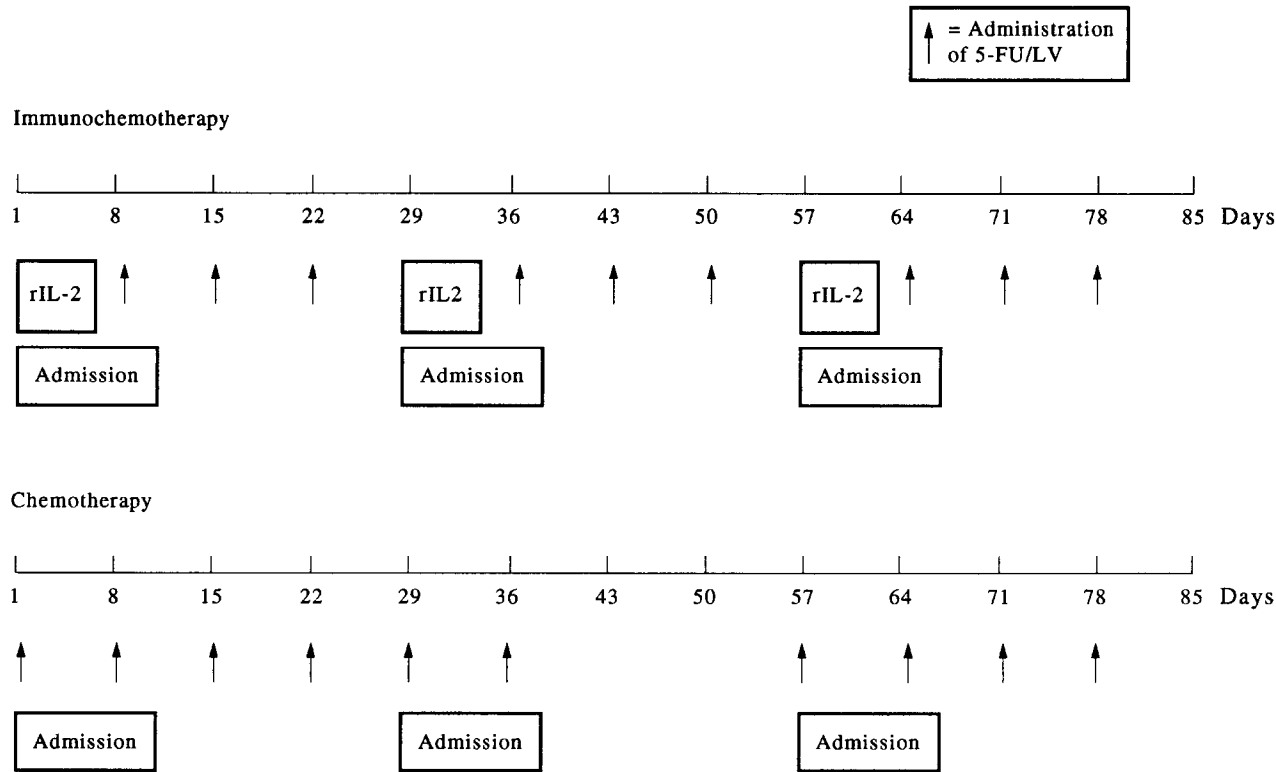 = Administration
of 5-FU/LV
Immunochemotherapy
1 8 15 22 29 36 43 50 57 64 71 78 85 Days
rIL-2 rIL2 rIL-2
Admission Admission Admission
Chemotherapy
1 8 15 22 29 36 43 50 57 64 71 78 85 Days
Admission Admission Admission